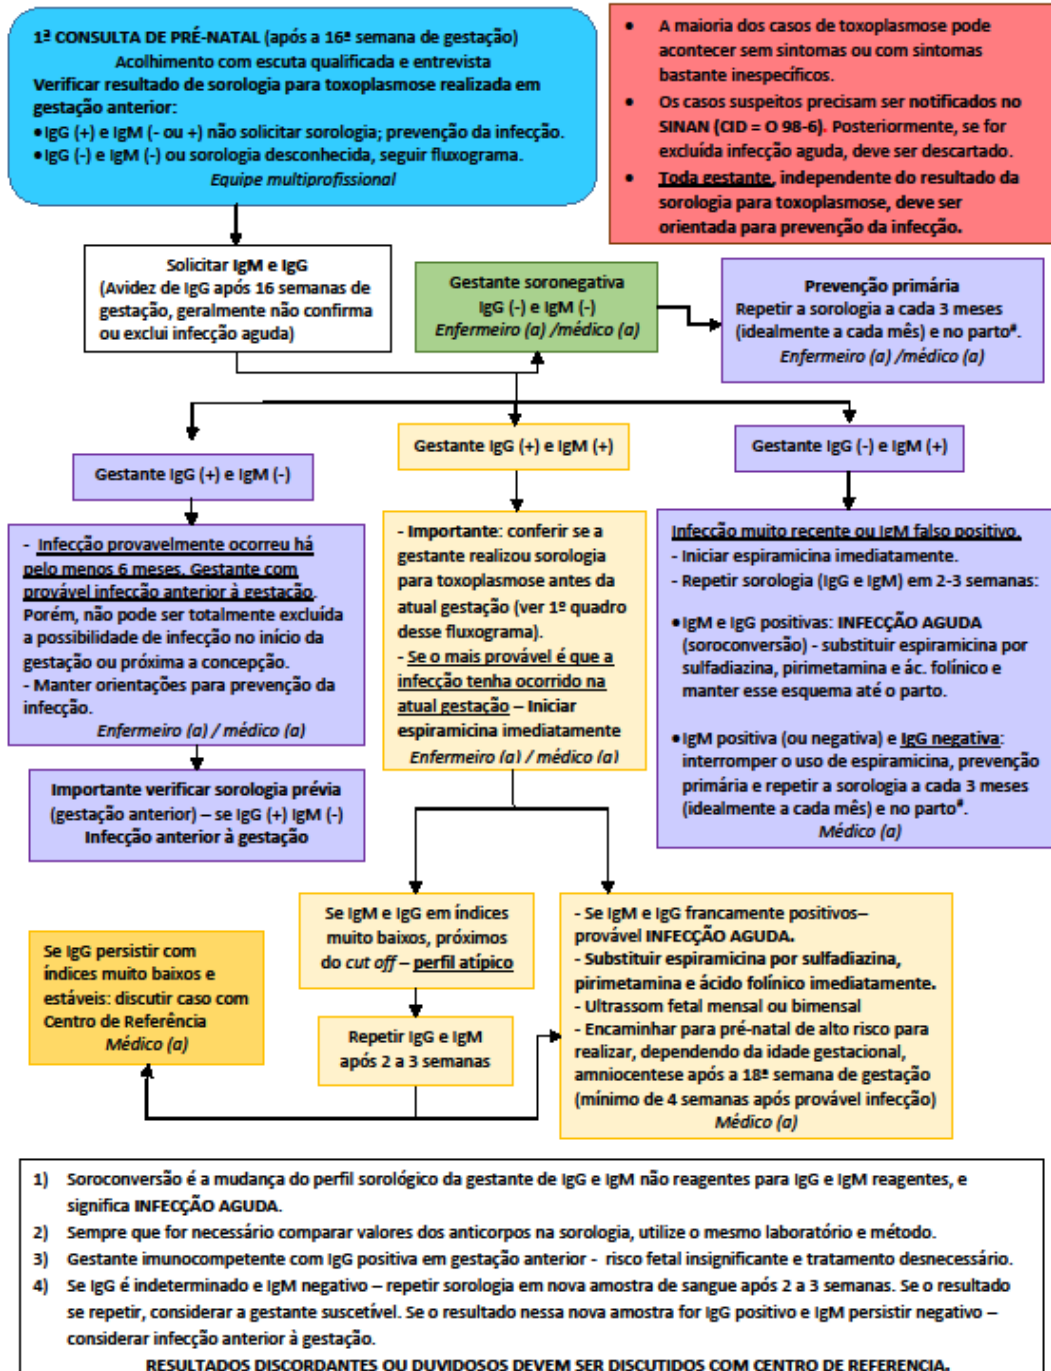 1ª CONSULTA DE PRÉ-NATAL (após a 16ª semana de gestação)
Acolhimento com escuta qualificada e entrevista
Verificar resultado de sorologia para toxoplasmose realizada em
gestação anterior:
•IgG (+) e IgM (- ou +) não solicitar sorologia; prevenção da infecção.
•IgG (-) e IgM (-) ou sorologia desconhecida, seguir fluxograma.
Equipe multiprofissional
• A maioria dos casos de toxoplasmose pode
acontecer sem sintomas ou com sintomas
bastante inespecíficos.
• Os casos suspeitos precisam ser notificados no
SINAN (CID = O 98-6). Posteriormente, se for
excluída infecção aguda, deve ser descartado.
• Toda gestante, independente do resultado da
sorologia para toxoplasmose, deve ser
orientada para prevenção da infecção.
Solicitar IgM e IgG
(Avidez de IgG após 16 semanas de
gestação, geralmente não confirma
ou exclui infecção aguda)
Gestante soronegativa
IgG (-) e IgM (-)
Enfermeiro (a) /médico (a)
Prevenção primária
Repetir a sorologia a cada 3 meses
(idealmente a cada mês) e no parto#.
Enfermeiro (a) /médico (a)
Gestante IgG (+) e IgM (-)
Gestante IgG (+) e IgM (+)
Gestante IgG (-) e IgM (+)
- Infecção provavelmente ocorreu há
pelo menos 6 meses. Gestante com
provável infecção anterior à gestação.
Porém, não pode ser totalmente excluída
a possibilidade de infecção no início da
gestação ou próxima a concepção.
- Manter orientações para prevenção da
infecção.
Enfermeiro (a) / médico (a)
Importante verificar sorologia prévia
(gestação anterior) – se IgG (+) IgM (-)
Infecção anterior à gestação
- Importante: conferir se a
gestante realizou sorologia
para toxoplasmose antes da
atual gestação (ver 1º quadro
desse fluxograma).
- Se o mais provável é que a
infecção tenha ocorrido na
atual gestação – Iniciar
espiramicina imediatamente
Enfermeiro (a) / médico (a)
Infecção muito recente ou IgM falso positivo.
- Iniciar espiramicina imediatamente.
- Repetir sorologia (IgG e IgM) em 2-3 semanas:
•IgM e IgG positivas: INFECÇÃO AGUDA
(soroconversão) - substituir espiramicina por
sulfadiazina, pirimetamina e ác. folínico e
manter esse esquema até o parto.
•IgM positiva (ou negativa) e IgG negativa:
interromper o uso de espiramicina, prevenção
primária e repetir a sorologia a cada 3 meses
(idealmente a cada mês) e no parto#.
Médico (a)
Se IgG persistir com
índices muito baixos e
estáveis: discutir caso com
Centro de Referência
Médico (a)
Se IgM e IgG em índices
muito baixos, próximos
do cut off – perfil atípico
Repetir IgG e IgM
após 2 a 3 semanas
- Se IgM e IgG francamente positivos–
provável INFECÇÃO AGUDA.
- Substituir espiramicina por sulfadiazina,
pirimetamina e ácido folínico imediatamente.
- Ultrassom fetal mensal ou bimensal
- Encaminhar para pré-natal de alto risco para
realizar, dependendo da idade gestacional,
amniocentese após a 18ª semana de gestação
(mínimo de 4 semanas após provável infecção)
Médico (a)
1) Soroconversão é a mudança do perfil sorológico da gestante de IgG e IgM não reagentes para IgG e IgM reagentes, e
significa INFECÇÃO AGUDA.
2) Sempre que for necessário comparar valores dos anticorpos na sorologia, utilize o mesmo laboratório e método.
3) Gestante imunocompetente com IgG positiva em gestação anterior - risco fetal insignificante e tratamento desnecessário.
4) Se IgG é indeterminado e IgM negativo – repetir sorologia em nova amostra de sangue após 2 a 3 semanas. Se o resultado
se repetir, considerar a gestante suscetível. Se o resultado nessa nova amostra for IgG positivo e IgM persistir negativo –
considerar infecção anterior à gestação.
RESULTADOS DISCORDANTES OU DUVIDOSOS DEVEM SER DISCUTIDOS COM CENTRO DE REFERENCIA.